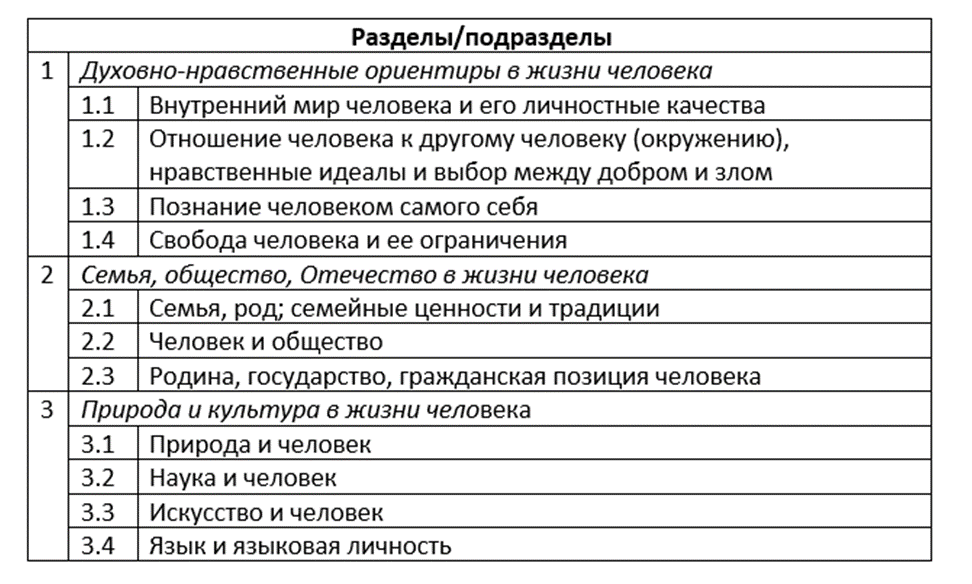 Разделы/подразделы
1 Духовно-нравственные ориентиры в жизни человека
1.1 Внутренний мир человека и его личностные качества
1.2 Отношение человека к другому человеку (окружению),
нравственные идеалы и выбор между добром и злом
1.3 Познание человеком самого себя
1.4 Свобода человека и ее ограничения
2 Семья, общество, Отечество в жизни человека
2.1 Семья, род; семейные ценности и традиции
2.2 Человек и общество
2.3 Родина, государство, гражданская позиция человека
3 Природа и культура в жизни человека
3.1 Природа и человек
3.2 Наука и человек
3.3 Искусство и человек
3.4 Язык и языковая личность